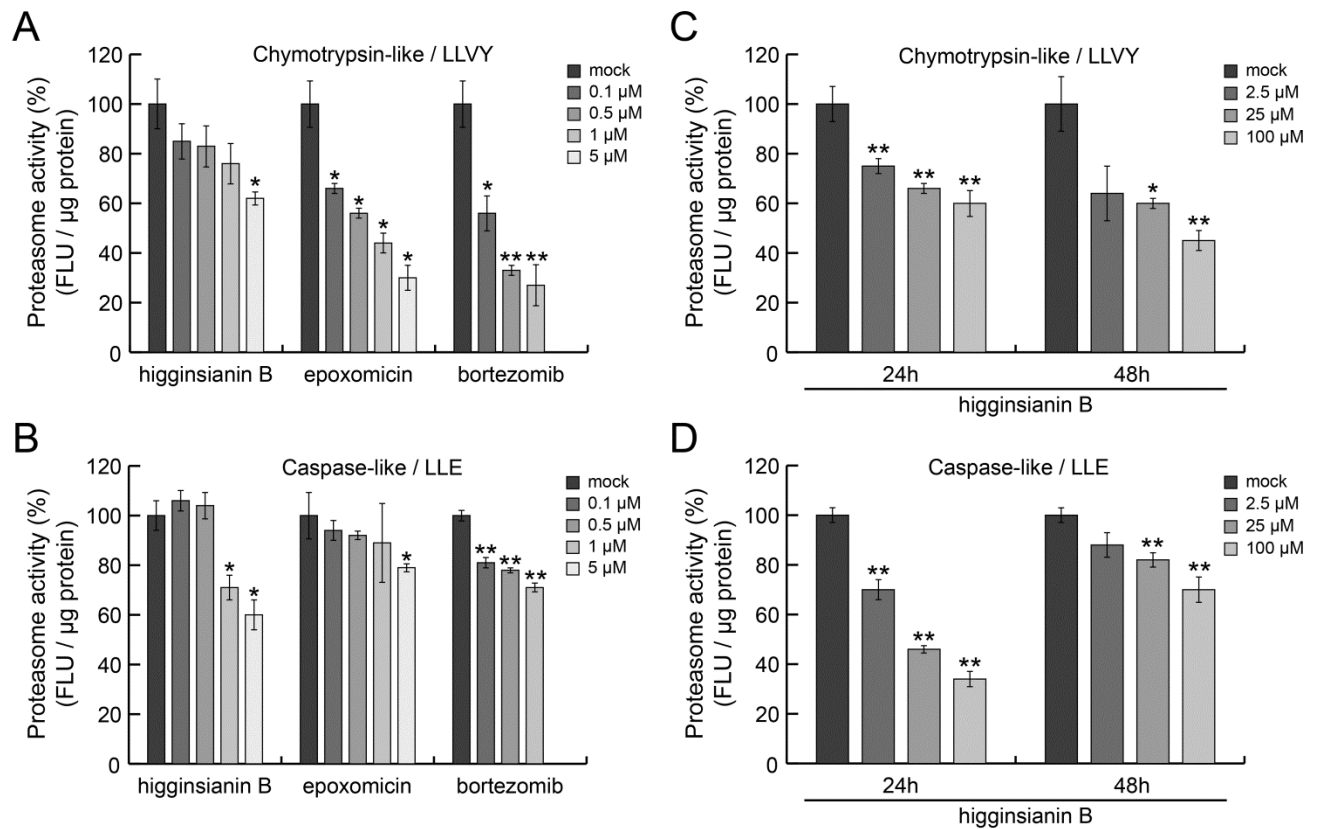 A
Chymotrypsin-like / LLVY
Proteasome activity (%)
(FLU / µg protein)
120
100
80
60
40
20
0
mock
0.1 µM
0.5 µM
1 µM
5 µM
*
*
*
*
*
*
**
**
higginsianin B
epoxomicin
bortezomib
C
Chymotrypsin-like / LLVY
Proteasome activity (%)
(FLU / µg protein)
120
100
80
60
40
20
0
mock
2.5 µM
25 µM
100 µM
**
**
**
*
**
24h
48h
higginsianin B
B
Caspase-like / LLE
Proteasome activity (%)
(FLU / µg protein)
120
100
80
60
40
20
0
mock
0.1 µM
0.5 µM
1 µM
5 µM
*
*
*
**
**
**
higginsianin B
epoxomicin
bortezomib
D
Caspase-like / LLE
Proteasome activity (%)
(FLU / µg protein)
120
100
80
60
40
20
0
mock
2.5 µM
25 µM
100 µM
**
**
**
**
**
24h
48h
higginsianin B